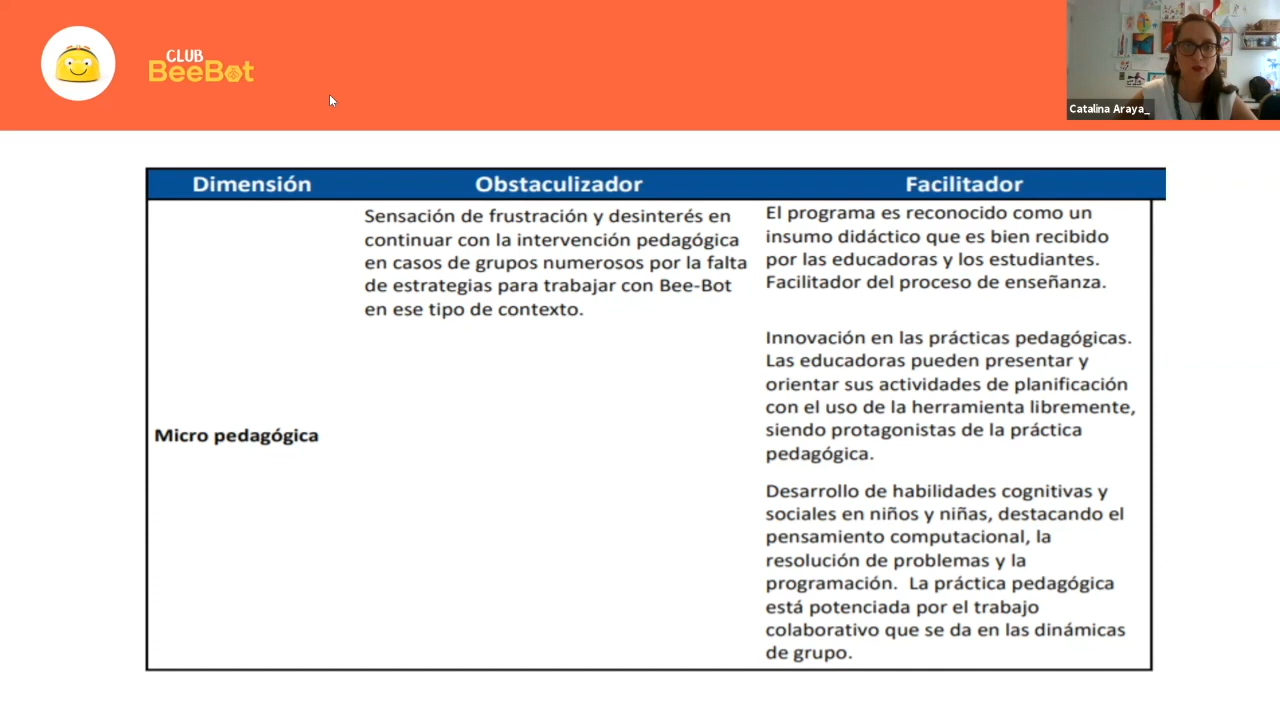 CLUB
BeeBot
Catalina Araya_
Dimensión
Obstaculizador
Facilitador
Micro pedagógica
Sensación de frustración y desinterés en
continuar con la intervención pedagógica
en casos de grupos numerosos por la falta
de estrategias para trabajar con Bee-Bot
en ese tipo de contexto.
El programa es reconocido como un
insumo didáctico que es bien recibido
por las educadoras y los estudiantes.
Facilitador del proceso de enseñanza.
Innovación en las prácticas pedagógicas.
Las educadoras pueden presentar y
orientar sus actividades de planificación
con el uso de la herramienta libremente,
siendo protagonistas de la práctica
pedagógica.
Desarrollo de habilidades cognitivas y
sociales en niños y niñas, destacando el
pensamiento computacional, la
resolución de problemas y la
programación.  La práctica pedagógica
está potenciada por el trabajo
colaborativo que se da en las dinámicas
de grupo.